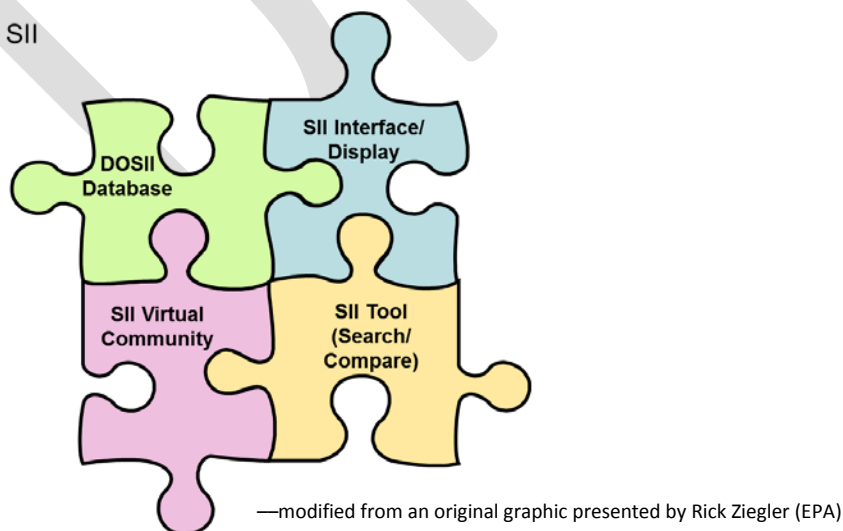 SII
DOSII
Database
SII Interface/
Display
SII Virtual
Community
SII Tool
(Search/
Compare)
—modified from an original graphic presented by Rick Ziegler (EPA)